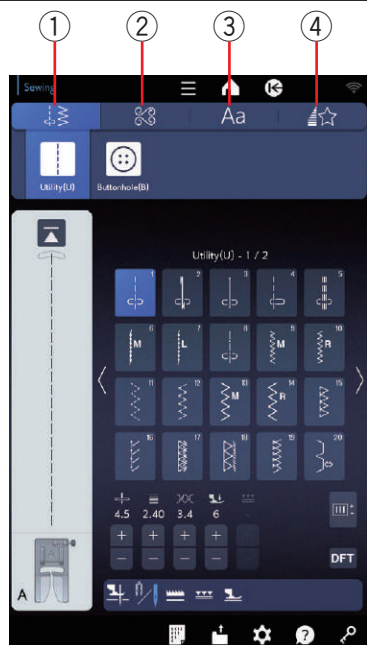 ① ② ③ ④
Sewing
Aa
Utility(U) Buttonhole(B)
Utility(U) - 1 / 2
1 2 3 4 5
M 6 L 7 8 M 9 R 10
11 12 M 13 R 14 15
16 17 18 19 20
4.5 2.40 3.4 6
+ + + +
− − − −
DFT
A
?